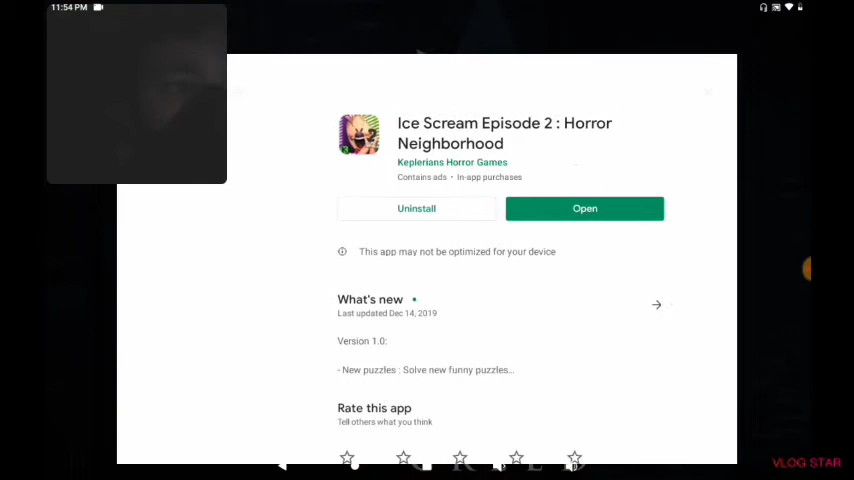 11:54 PM
Ice Scream Episode 2 : Horror
Neighborhood
Keplerians Horror Games
Contains ads • In-app purchases
Uninstall
Open
This app may not be optimized for your device
What's new •
Last updated Dec 14, 2019
Version 1.0:
- New puzzles : Solve new funny puzzles...
Rate this app
Tell others what you think
VLOG STAR